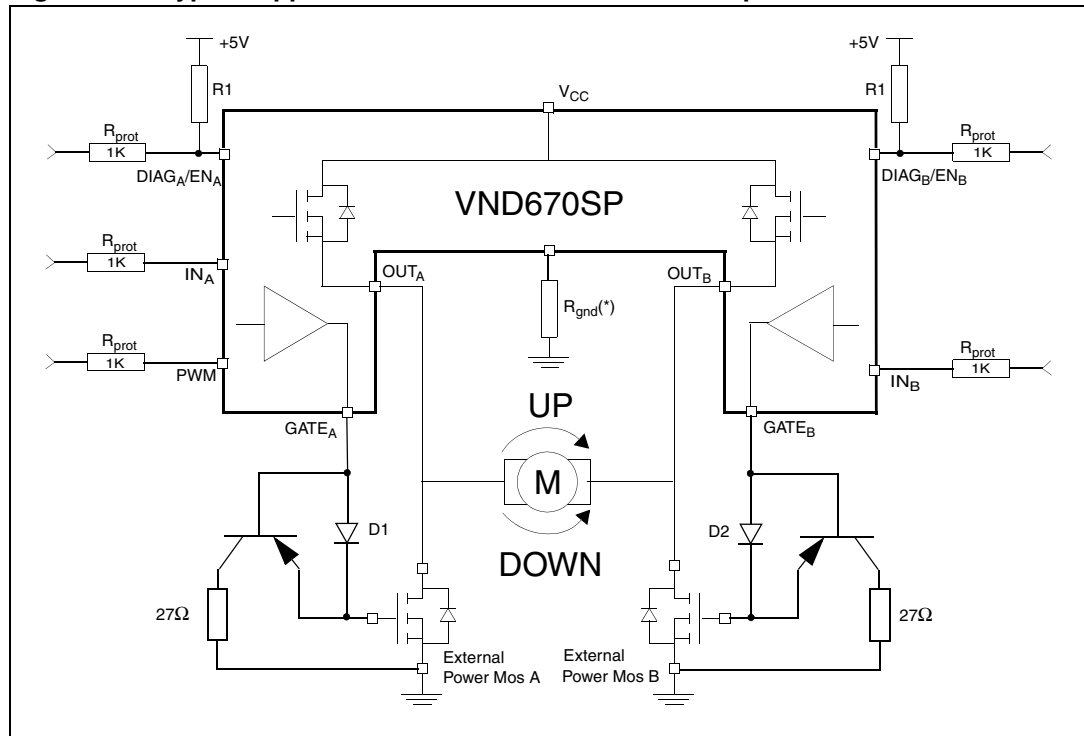 +5V
+5V
R1
VCC
R1
Rprot
1K
Rprot
1K
DIAGA/ENA
DIAGB/ENB
VND670SP
Rprot
1K
INA
OUTA
OUTB
Rgnd(*)
Rprot
1K
PWM
Rprot
1K
INB
UP
GATEA
GATEB
M
D1
D2
DOWN
27Ω
27Ω
External
Power Mos A
External
Power Mos B